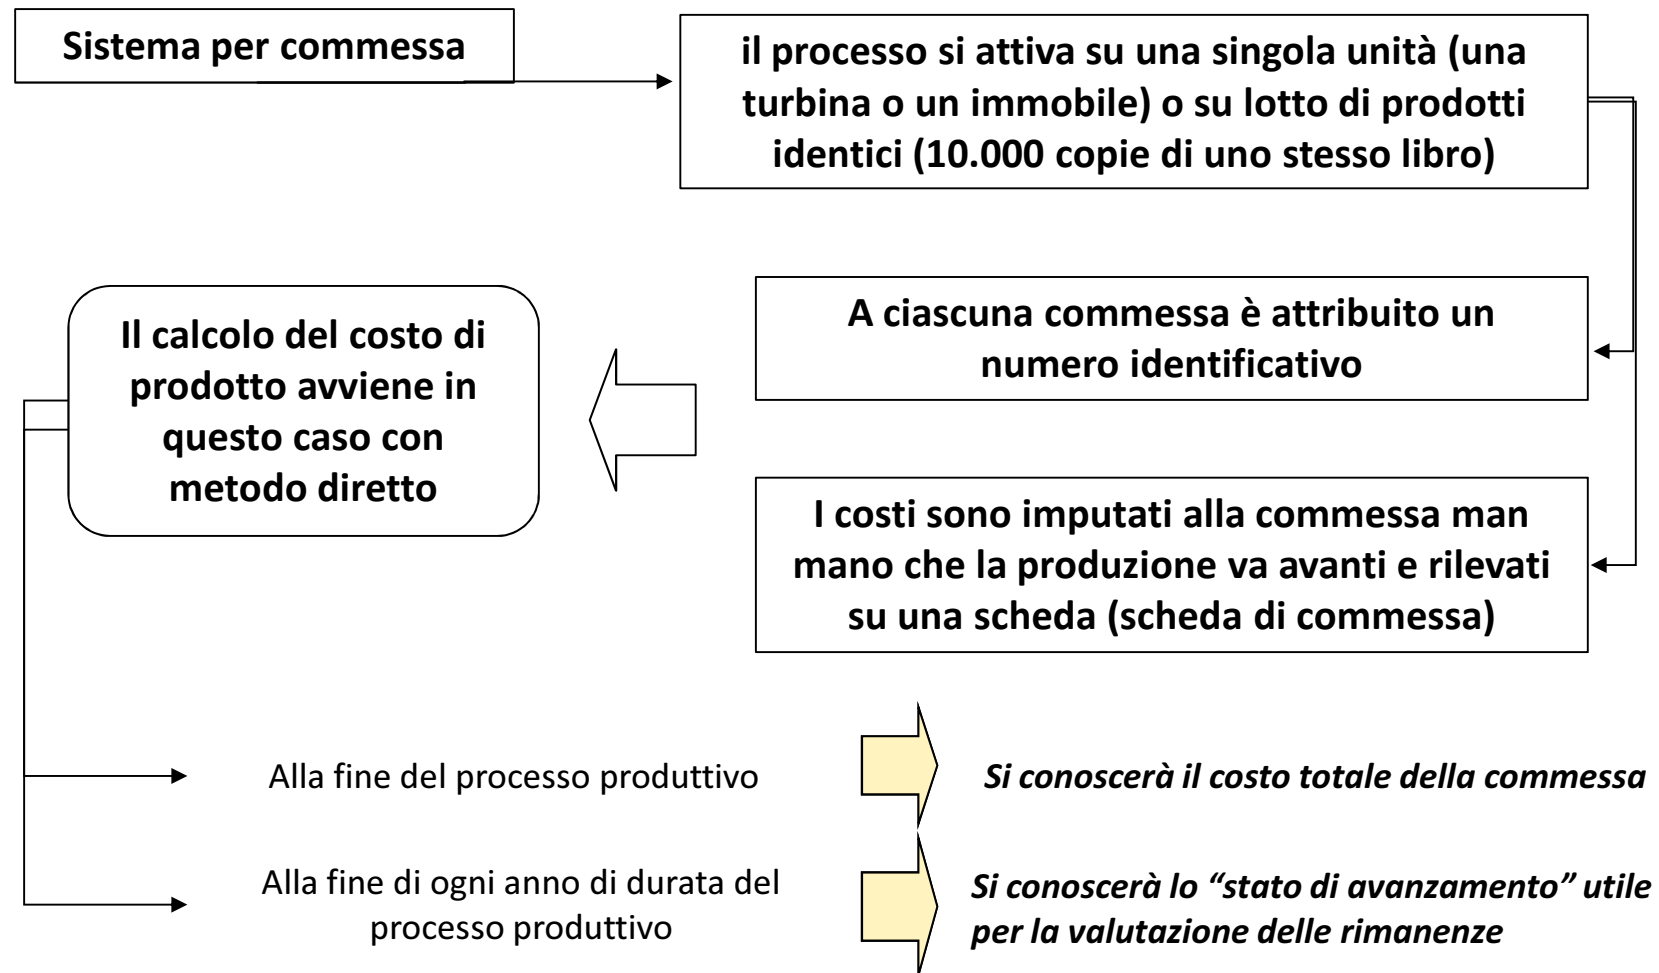 Sistema per commessa
il processo si attiva su una singola unità (una
turbina o un immobile) o su lotto di prodotti
identici (10.000 copie di uno stesso libro)
A ciascuna commessa è attribuito un
numero identificativo
I costi sono imputati alla commessa man
mano che la produzione va avanti e rilevati
su una scheda (scheda di commessa)
Il calcolo del costo di
prodotto avviene in
questo caso con
metodo diretto
Alla fine del processo produttivo
Si conoscerà il costo totale della commessa
Alla fine di ogni anno di durata del
processo produttivo
Si conoscerà lo “stato di avanzamento” utile
per la valutazione delle rimanenze